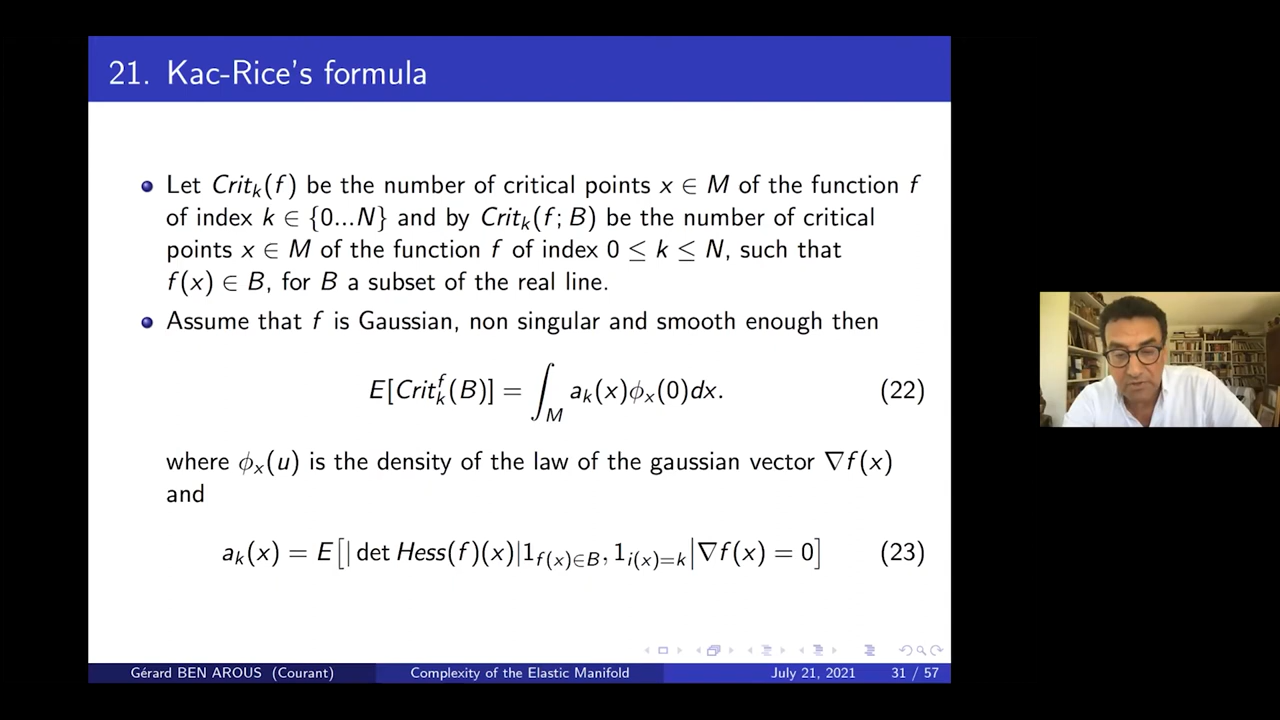 21. Kac-Rice's formula
Let Crit_k(f) be the number of critical points x ∈ M of the function f
of index k ∈ {0...N} and by Crit_k(f; B) be the number of critical
points x ∈ M of the function f of index 0 ≤ k ≤ N, such that
f(x) ∈ B, for B a subset of the real line.
Assume that f is Gaussian, non singular and smooth enough then
E[Crit_k^f(B)] = ∫_M a_k(x)ϕ_x(0)dx. (22)
where ϕ_x(u) is the density of the law of the gaussian vector ∇f(x)
and
a_k(x) = E[|det Hess(f)(x)|1_{f(x)∈B}, 1_{i(x)=k}|∇f(x) = 0] (23)
Gérard BEN AROUS (Courant) Complexity of the Elastic Manifold July 21, 2021 31 / 57